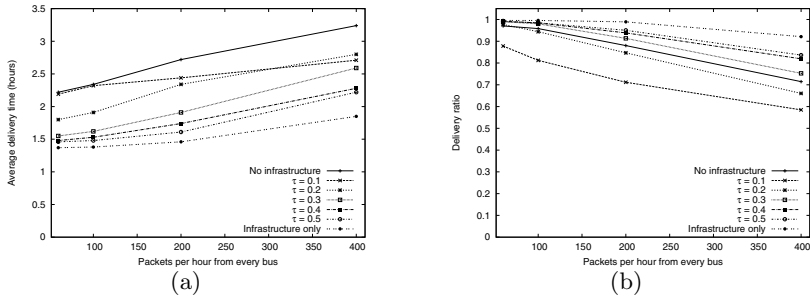 3.5
3
2.5
2
1.5
1
0.5
0
Average delivery time (hours)
No infrastructure
τ = 0.1
τ = 0.2
τ = 0.3
τ = 0.4
τ = 0.5
Infrastructure only
100 150 200 250 300 350 400
Packets per hour from every bus
(a)
1
0.9
0.8
0.7
0.6
0.5
0.4
0.3
0.2
0.1
0
Delivery ratio
No infrastructure
τ = 0.1
τ = 0.2
τ = 0.3
τ = 0.4
τ = 0.5
Infrastructure only
100 150 200 250 300 350 400
Packets per hour from every bus
(b)